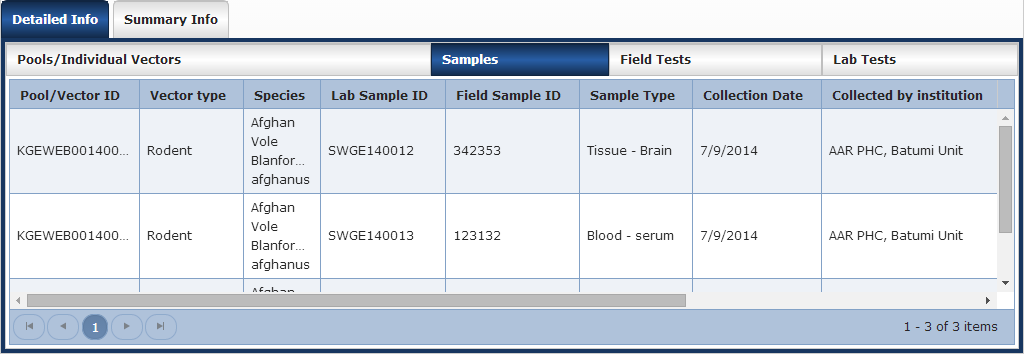 Detailed Info Summary Info
Pools/Individual Vectors Samples Field Tests Lab Tests
Pool/Vector ID Vector type Species Lab Sample ID Field Sample ID Sample Type Collection Date Collected by institution
KGEWEB001400... Rodent Afghan Vole Blanfor... afghanus SWGE140012 342353 Tissue - Brain 7/9/2014 AAR PHC, Batumi Unit
KGEWEB001400... Rodent Afghan Vole Blanfor... afghanus SWGE140013 123132 Blood - serum 7/9/2014 AAR PHC, Batumi Unit
Afghan
1 1 - 3 of 3 items